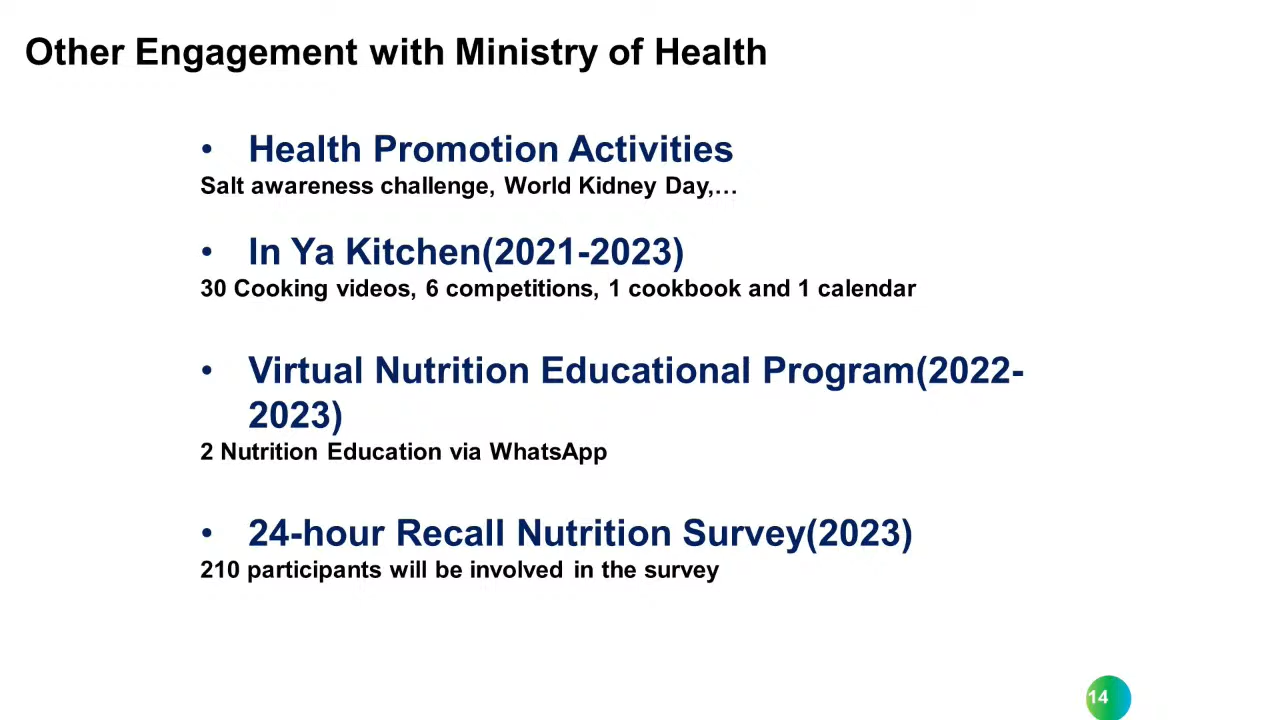 Other Engagement with Ministry of Health
• Health Promotion Activities
Salt awareness challenge, World Kidney Day,…
• In Ya Kitchen(2021-2023)
30 Cooking videos, 6 competitions, 1 cookbook and 1 calendar
• Virtual Nutrition Educational Program(2022-
2023)
2 Nutrition Education via WhatsApp
• 24-hour Recall Nutrition Survey(2023)
210 participants will be involved in the survey
14